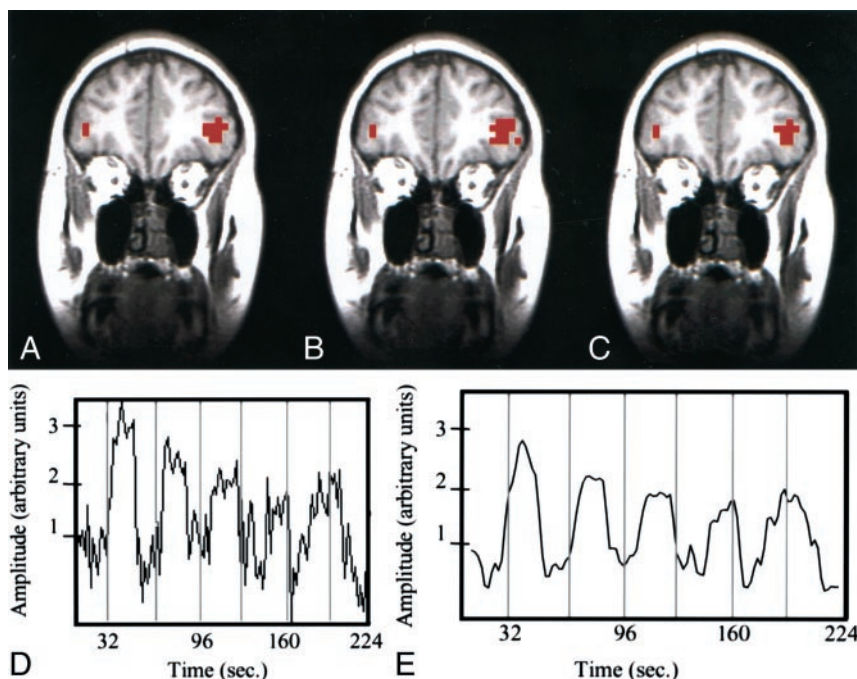 A
B
C
Amplitude (arbitrary units)
3
2
1
32
96
160
224
Time (sec.)
D
Amplitude (arbitrary units)
3
2
1
32
96
160
224
Time (sec.)
E